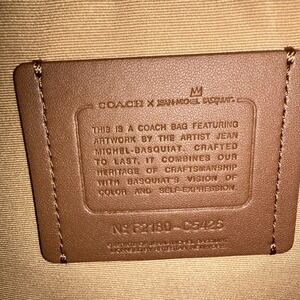 COACH × JEAN-MICHEL BASQUIAT
THIS IS A COACH BAG FEATURING
ARTWORK BY THE ARTIST JEAN
MICHEL-BASQUIAT. CRAFTED
TO LAST, IT COMBINES OUR
HERITAGE OF CRAFTSMANSHIP
WITH BASQUIAT'S VISION OF
COLOR AND SELF-EXPRESSION.